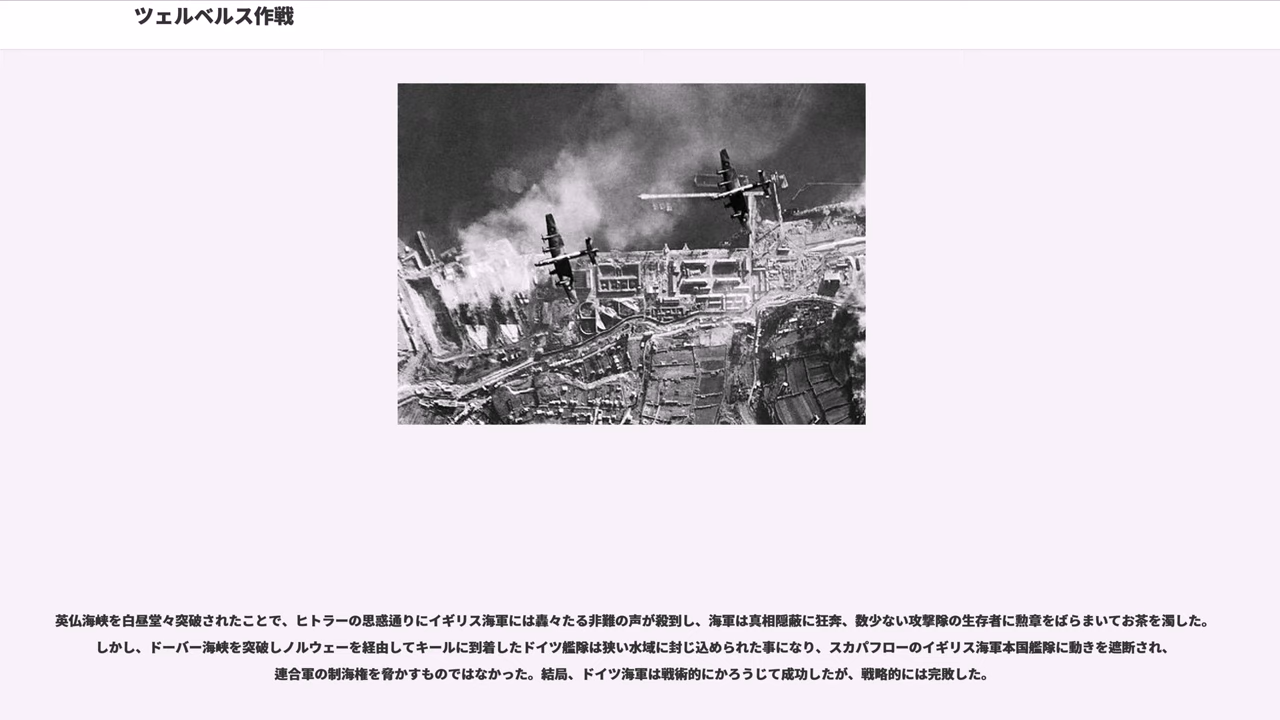 ツェルベルス作戦
英仏海峡を白昼堂々突破されたことで、ヒトラーの思惑通りにイギリス海軍には轟々たる非難の声が殺到し、海軍は真相隠蔽に狂奔、数少ない攻撃隊の生存者に勲章をばらまいてお茶を濁した。
しかし、ドーバー海峡を突破しノルウェーを経由してキールに到着したドイツ艦隊は狭い水域に封じ込められた事になり、スカパフローのイギリス海軍本国艦隊に動きを遮断され、
連合軍の制海権を脅かすものではなかった。結局、ドイツ海軍は戦術的にかろうじて成功したが、戦略的には完敗した。